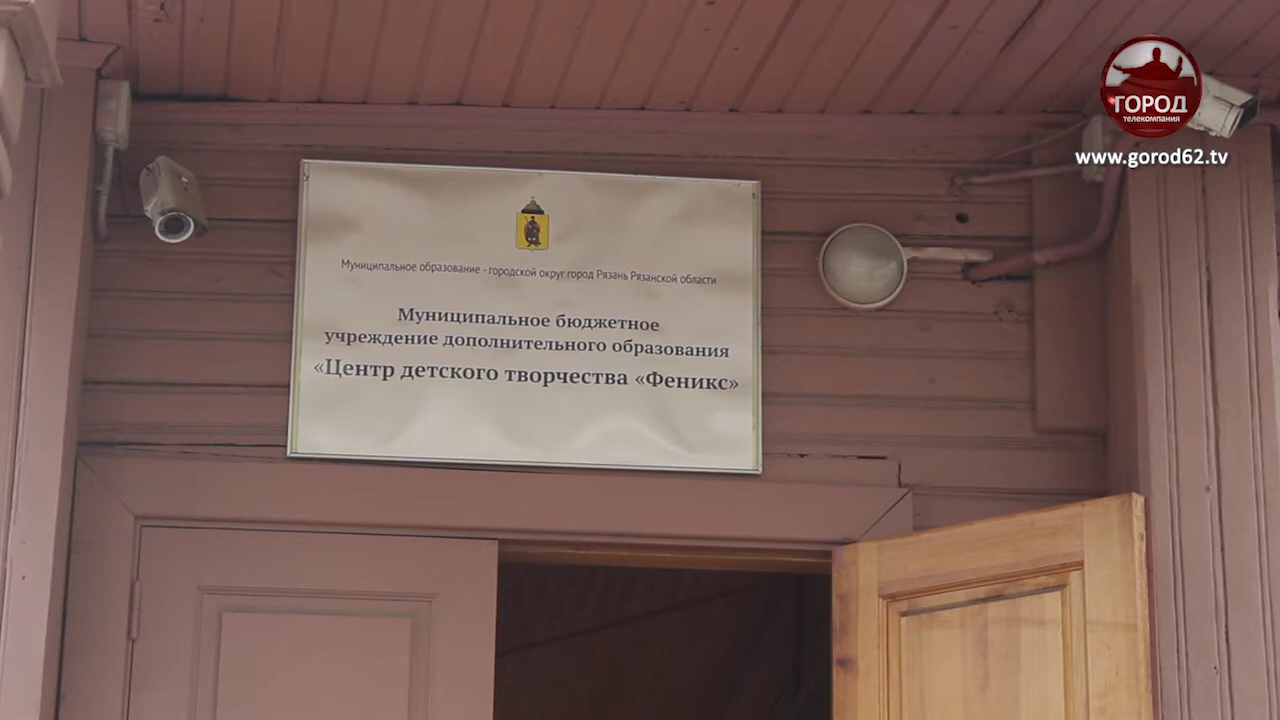 ГОРОД
телекомпания
www.gorod62.tv
Муниципальное образование - городской округ город Рязань Рязанской области
Муниципальное бюджетное
учреждение дополнительного образования
«Центр детского творчества «Феникс»